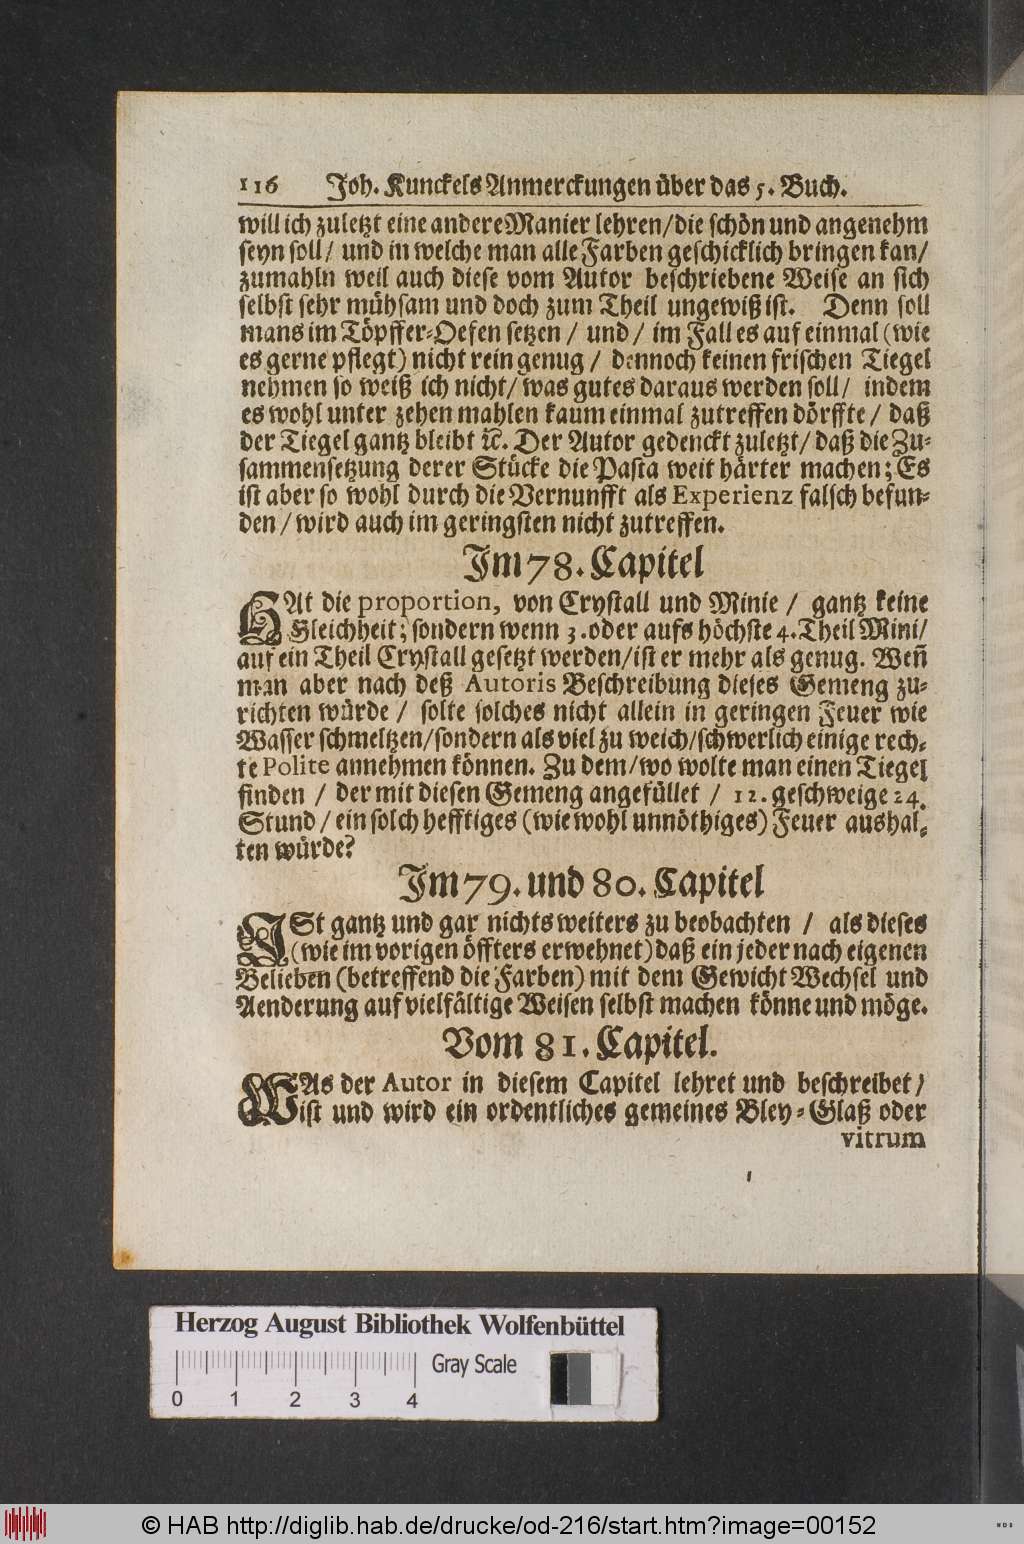 116 Joh. Kunckels Anmerckungen über das 5. Buch.
will ich zuletzt eine andere Manier lehren/die schön und angenehm
seyn soll/ und in welche man alle Farben geschicklich bringen kan/
zumahln weil auch diese vom Autor beschriebene Weise an sich
selbst sehr mühsam und doch zum Theil ungewiß ist. Denn soll
mans im Töpffer-Oefen setzen / und / im Fall es auf einmal (wie
es gerne pflegt) nicht rein genug / dennoch keinen frischen Tiegel
nehmen so weiß ich nicht/ was gutes daraus werden soll/ indem
es wohl unter zehen mahlen kaum einmal zutreffen dörffte / daß
der Tiegel gantz bleibt ꝛc. Der Autor gedenckt zuletzt/ daß die Zu-
sammensetzung derer Stücke die Pasta weit härter machen; Es
ist aber so wohl durch die Vernunfft als Experienz falsch befun-
den / wird auch im geringsten nicht zutreffen.
Im 78. Capitel
HAt die proportion, von Crystall und Minie / gantz keine
Gleichheit; sondern wenn 3. oder aufs höchste 4. Theil Mini/
auf ein Theil Crystall gesetzt werden/ist er mehr als genug. Weñ
man aber nach deß Autoris Beschreibung dieses Gemeng zu-
richten würde / solte solches nicht allein in geringen Feuer wie
Wasser schmeltzen/sondern als viel zu weich/schwerlich einige rech-
te Polite annehmen können. Zu dem/wo wolte man einen Tiegel
finden / der mit diesen Gemeng angefüllet / 12. geschweige 24.
Stund / ein solch hefftiges (wie wohl unnöthiges) Feuer aushal-
ten würde?
Im 79. und 80. Capitel
ISt gantz und gar nichts weiters zu beobachten / als dieses
(wie im vorigen öffters erwehnet) daß ein jeder nach eigenen
Belieben (betreffend die Farben) mit dem Gewicht Wechsel und
Aenderung auf vielfältige Weisen selbst machen könne und möge.
Vom 81. Capitel.
WAs der Autor in diesem Capitel lehret und beschreibet /
ist und wird ein ordentliches gemeines Bley-Glaß oder
vitrum
Herzog August Bibliothek Wolfenbüttel
Gray Scale
0 1 2 3 4
© HAB http://diglib.hab.de/drucke/od-216/start.htm?image=00152